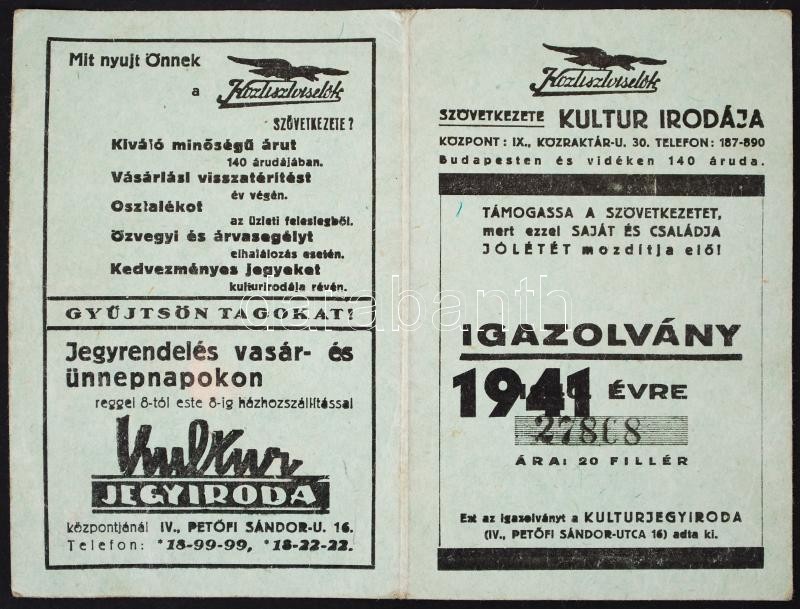 Mit nyujt Önnek
a Köztisztviselők
SZÖVETKEZETE?
Kiváló minőségű árut
140 árudájában.
Vásárlási visszatérítést
év végén.
Osztalékot
az üzleti feleslegből.
Özvegyi és árvasegélyt
elhalálozás esetén.
Kedvezményes jegyeket
kulturirodája révén.
GYŰJTSÖN TAGOKAT!
Jegyrendelés vasár- és
ünnepnapokon
reggel 8-tól este 8-ig házhozszállítással
Kultur
JEGYIRODA
központjánál IV., PETŐFI SÁNDOR-U. 16.
Telefon: *18-99-99, *18-22-22.
Köztisztviselők
SZÖVETKEZETE KULTUR IRODÁJA
KÖZPONT: IX., KÖZRAKTÁR-U. 30. TELEFON: 187-890
Budapesten és vidéken 140 áruda.
TÁMOGASSA A SZÖVETKEZETET,
mert ezzel SAJÁT ÉS CSALÁDJA
JÓLÉTÉT mozdítja elő!
IGAZOLVÁNY
1941 ÉVRE
27808
ÁRA: 20 FILLÉR
Ezt az igazolványt a KULTURJEGYIRODA
(IV., PETŐFI SÁNDOR-UTCA 16) adta ki.
darabanth